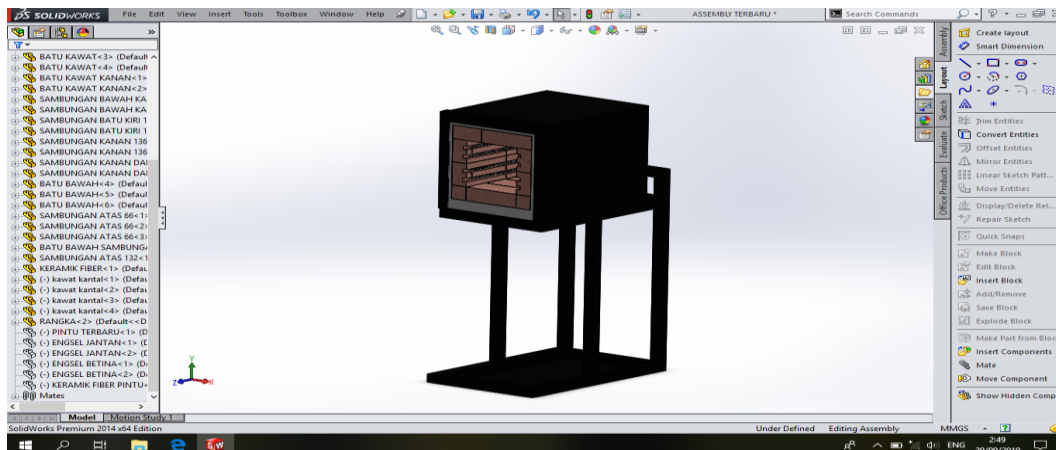 SOLIDWORKS File Edit View Insert Tools Toolbox Window Help ASSEMBLY TERBARU * Search Commands
BATU KAWAT<3> (Default
BATU KAWAT<4> (Default
BATU KAWAT KANAN<1>
BATU KAWAT KANAN<2>
SAMBUNGAN BAWAH KA
SAMBUNGAN BAWAH KA
SAMBUNGAN BATU KIRI 1
SAMBUNGAN BATU KIRI 1
SAMBUNGAN KANAN 136
SAMBUNGAN KANAN 136
SAMBUNGAN KANAN DAI
SAMBUNGAN KANAN DAI
BATU BAWAH<4> (Defaul
BATU BAWAH<5> (Defaul
BATU BAWAH<6> (Defaul
SAMBUNGAN ATAS 66<1>
SAMBUNGAN ATAS 66<2>
SAMBUNGAN ATAS 66<3>
BATU BAWAH SAMBUNG
SAMBUNGAN ATAS 132<1
KERAMIK FIBER<1> (Defau
(-) kawat kantal<1> (Defau
(-) kawat kantal<2> (Defau
(-) kawat kantal<3> (Defau
(-) kawat kantal<4> (Defau
RANGKA<2> (Default<<D
(-) PINTU TERBARU<1> (D
(-) ENGSEL JANTAN<1> (D
(-) ENGSEL JANTAN<2> (D
(-) ENGSEL BETINA<1> (D
(-) ENGSEL BETINA<2> (D
(-) KERAMIK FIBER PINTU<
Mates
Y
Z X
Assembly
Layout
Sketch
Evaluate
Office Products
Create layout
Smart Dimension
Trim Entities
Convert Entities
Offset Entities
Mirror Entities
Linear Sketch Patt...
Move Entities
Display/Delete Rel...
Repair Sketch
Quick Snaps
Make Block
Edit Block
Insert Block
Add/Remove
Save Block
Explode Block
Make Part from Bloc
Insert Components
Mate
Move Component
Show Hidden Comp
Model Motion Study 1
SolidWorks Premium 2014 x64 Edition Under Defined Editing Assembly MMGS
ENG 2:49
20/09/2019